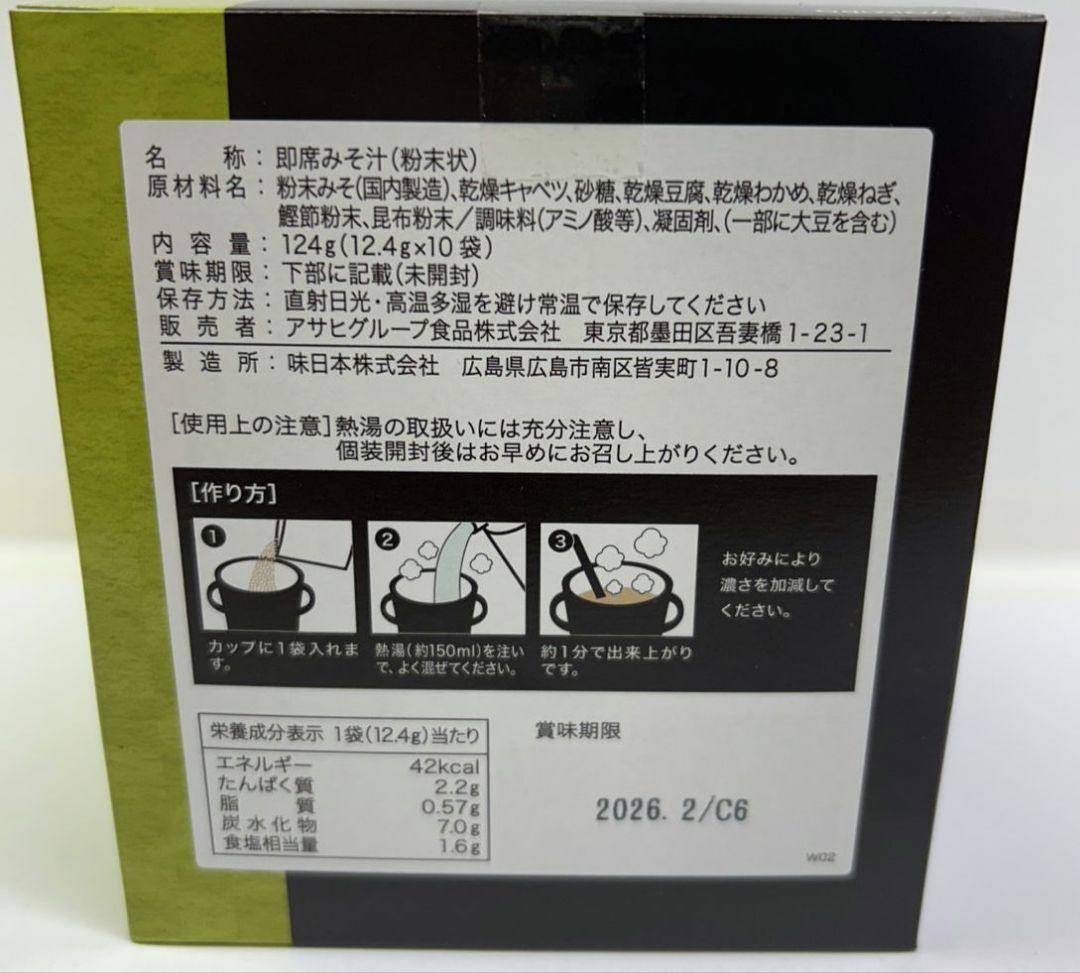 名称：即席みそ汁（粉末状）
原材料名：粉末みそ（国内製造）、乾燥キャベツ、砂糖、乾燥豆腐、乾燥わかめ、乾燥ねぎ、
鰹節粉末、昆布粉末／調味料（アミノ酸等）、凝固剤、（一部に大豆を含む）
内容量：124g（12.4g×10袋）
賞味期限：下部に記載（未開封）
保存方法：直射日光・高温多湿を避け常温で保存してください
販売者：アサヒグループ食品株式会社　東京都墨田区吾妻橋1-23-1
製造所：味日本株式会社　広島県広島市南区皆実町1-10-8
［使用上の注意］熱湯の取扱いには充分注意し、
個装開封後はお早めにお召し上がりください。
［作り方］
1
カップに1袋入れま
す。
2
熱湯（約150ml）を注い
で、よく混ぜてください。
3
約1分で出来上がり
です。
お好みにより
濃さを加減して
ください。
栄養成分表示 1袋（12.4g）当たり
エネルギー 42kcal
たんぱく質 2.2g
脂質 0.57g
炭水化物 7.0g
食塩相当量 1.6g
賞味期限
2026. 2/C6
W02